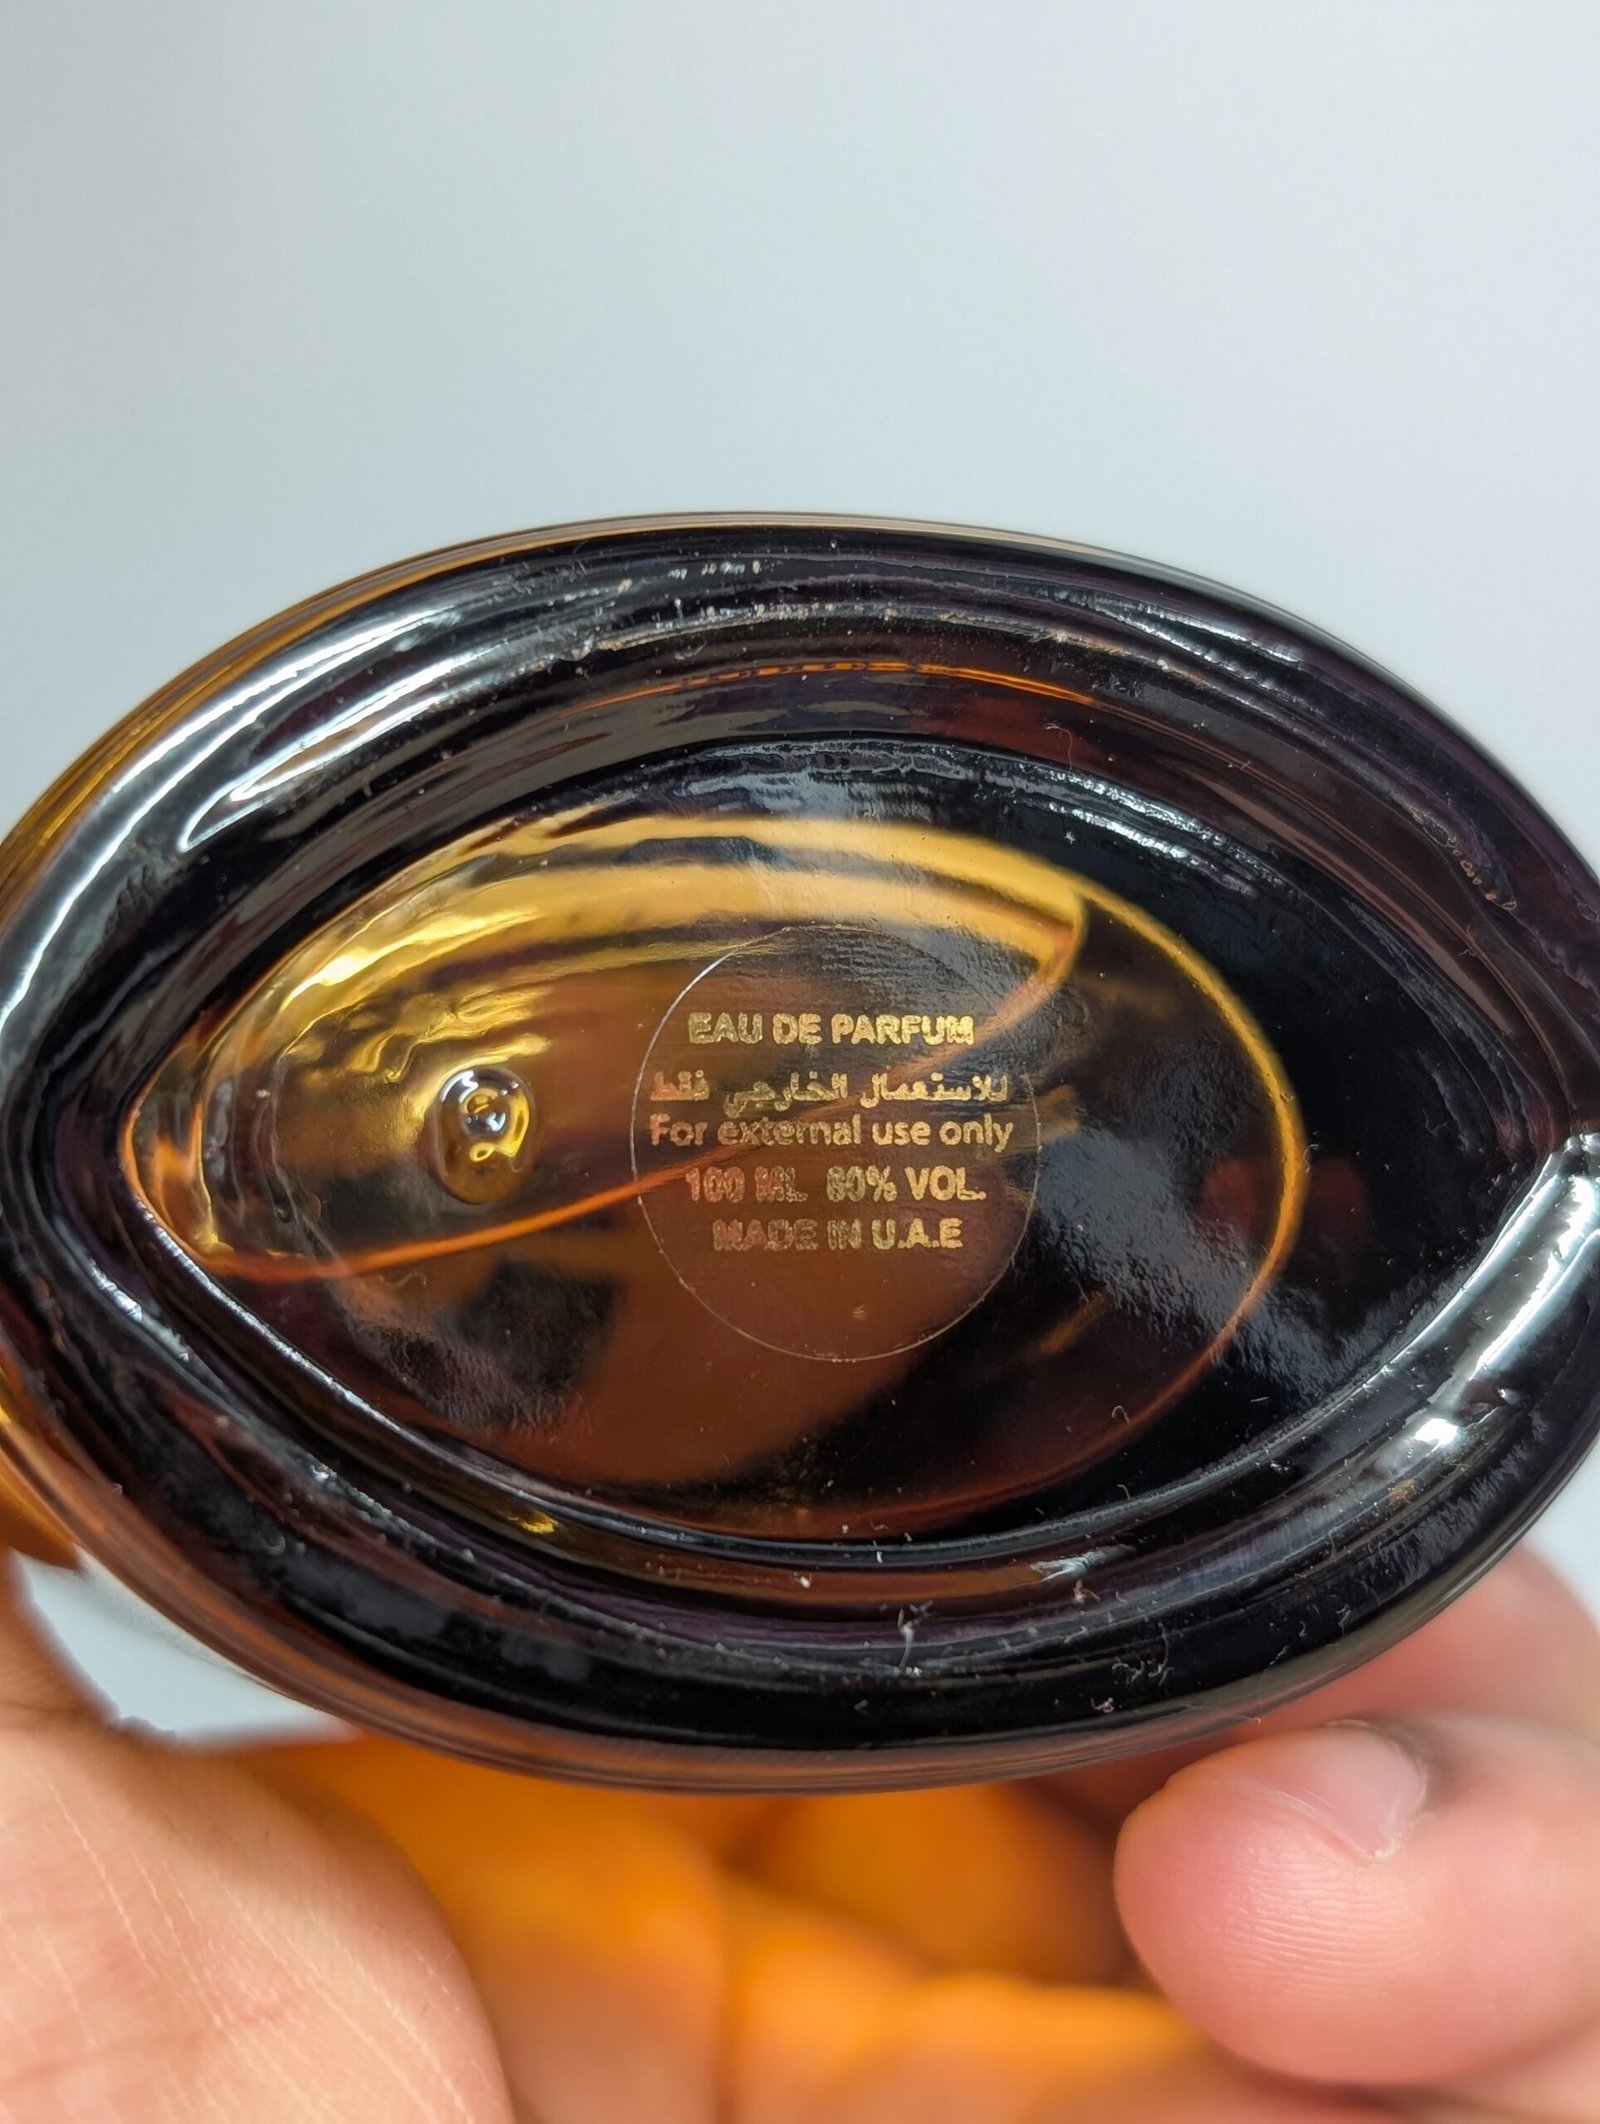 EAU DE PARFUM
للاستعمال الخارجي فقط
For external use only
100 ML 80% VOL.
MADE IN U.A.E